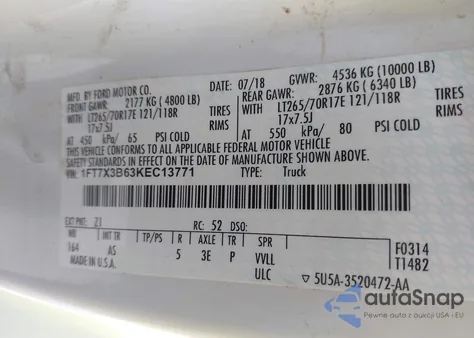 MFD. BY FORD MOTOR CO.
07/18 GVWR: 4536 KG (10000 LB)
FRONT GAWR: 2177 KG (4800 LB) REAR GAWR: 2876 KG (6340 LB)
WITH LT265/70R17E 121/118R TIRES WITH LT265/70R17E 121/118R TIRES
17x7.5J RIMS 17x7.5J RIMS
AT 450 kPa/ 65 PSI COLD AT 550 kPa/ 80 PSI COLD
THIS VEHICLE CONFORMS TO ALL APPLICABLE FEDERAL MOTOR VEHICLE
SAFETY STANDARDS IN EFFECT ON THE DATE OF MANUFACTURE SHOWN ABOVE.
VIN: 1FT7X3B63KEC13771 TYPE: Truck
EXT PNT: Z1 RC: 52 DSO:
WB INT TR TP/PS R AXLE TR SPR F0314
164 AS 5 3E P VVLL T1482
ULC ▽ 5U5A-3520472-AA
MADE IN U.S.A.
autaSnap
Pewne auta z aukcji USA i EU